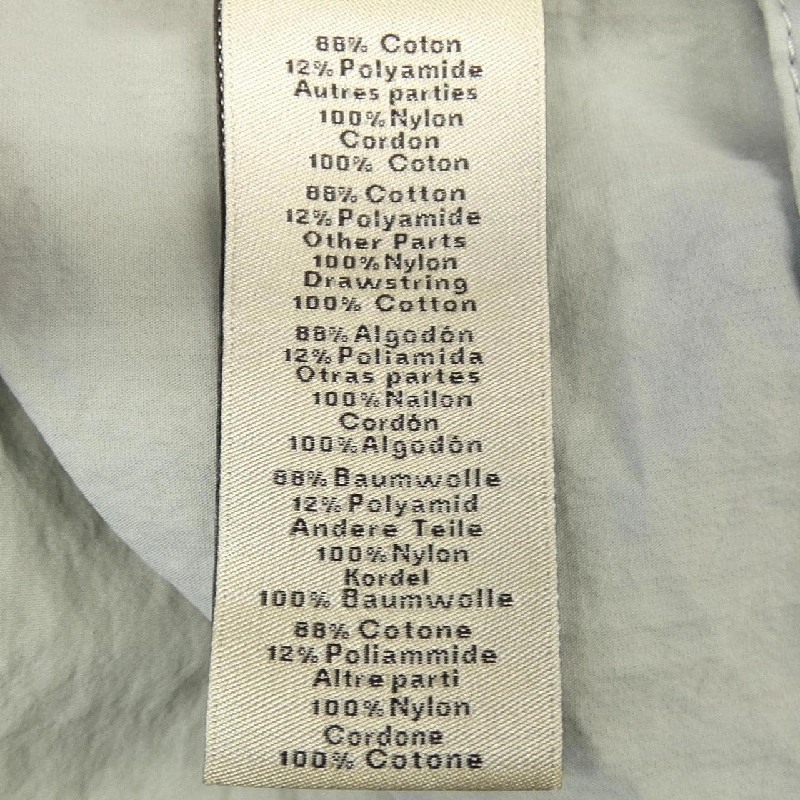 88% Coton
12% Polyamide
Autres parties
100% Nylon
Cordon
100% Coton
88% Cotton
12% Polyamide
Other Parts
100% Nylon
Drawstring
100% Cotton
88% Algodón
12% Poliamida
Otras partes
100% Nailon
Cordón
100% Algodón
88% Baumwolle
12% Polyamid
Andere Teile
100% Nylon
Kordel
100% Baumwolle
88% Cotone
12% Poliammide
Altre parti
100% Nylon
Cordone
100% Cotone